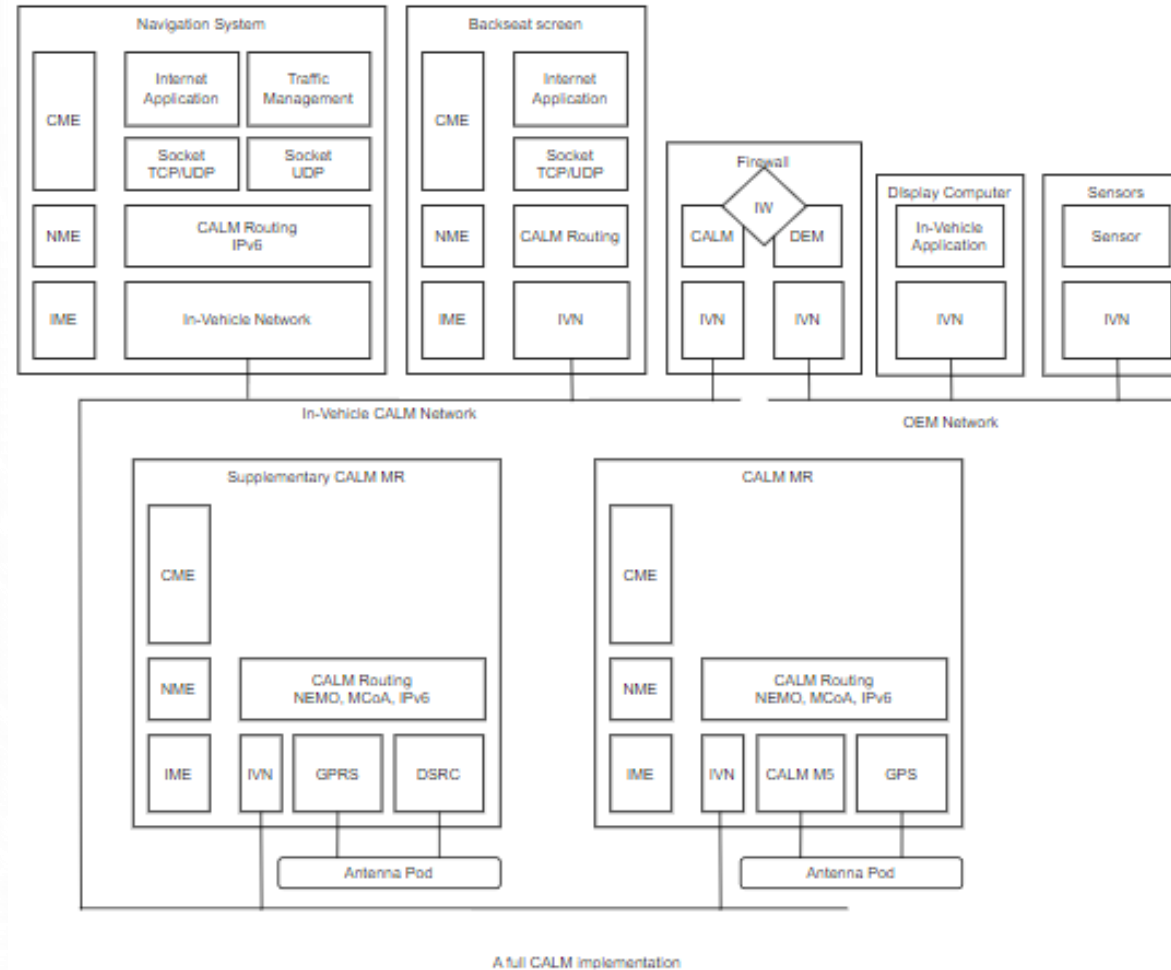 Navigation System
CME
Internet
Application
Traffic
Management
Socket
TCP/UDP
Socket
UDP
NME
CALM Routing
IPv6
IME
In-Vehicle Network
Backseat screen
CME
Internet
Application
Socket
TCP/UDP
NME
CALM Routing
IME
IVN
Firewall
IW
CALM
DEM
IVN
IVN
Display Computer
In-Vehicle
Application
IVN
Sensors
Sensor
IVN
In-Vehicle CALM Network
OEM Network
Supplementary CALM MR
CME
NME
CALM Routing
NEMO, MCoA, IPv6
IME
IVN
GPRS
DSRC
Antenna Pod
CALM MR
CME
NME
CALM Routing
NEMO, MCoA, IPv6
IME
IVN
CALM M5
GPS
Antenna Pod
A full CALM implementation